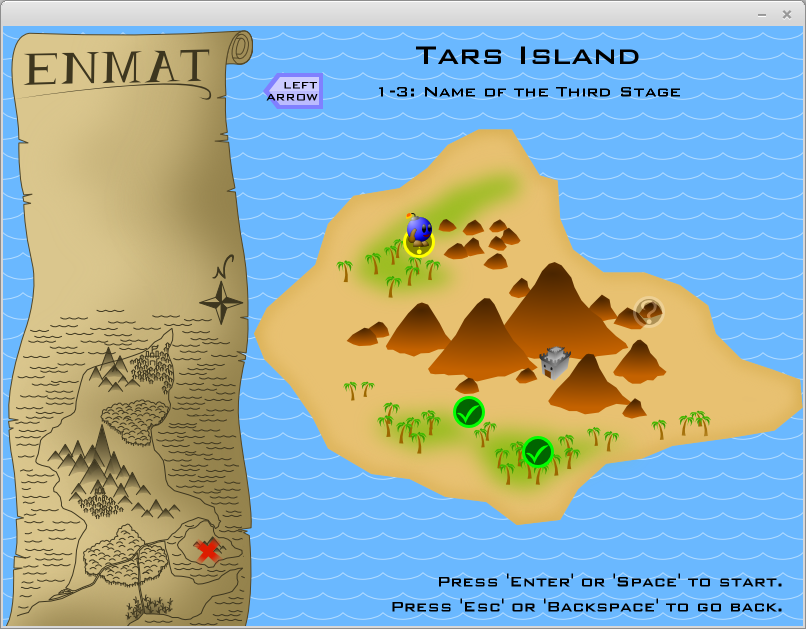 ENMAT
TARS ISLAND
LEFT
ARROW
1-3: NAME OF THE THIRD STAGE
N
?
PRESS 'ENTER' OR 'SPACE' TO START.
PRESS 'ESC' OR 'BACKSPACE' TO GO BACK.